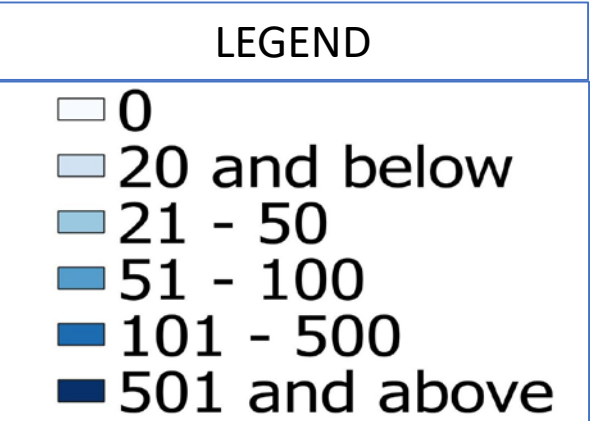 LEGEND
0
20 and below
21 - 50
51 - 100
101 - 500
501 and above